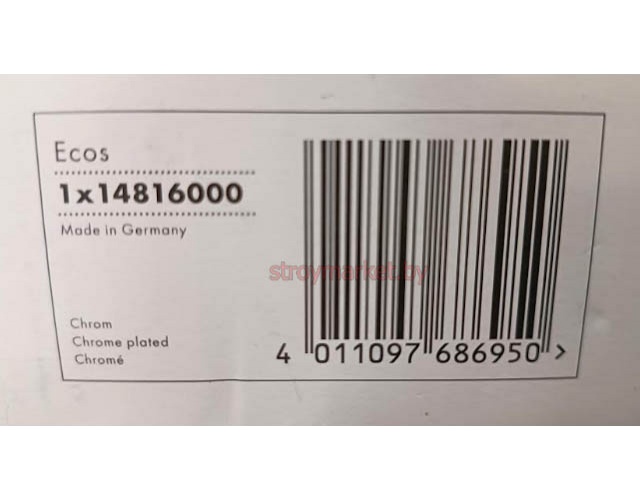 Ecos
1x14816000
Made in Germany
stroymarket.by
Chrom
Chrome plated
Chromé
4 011097 686950 >